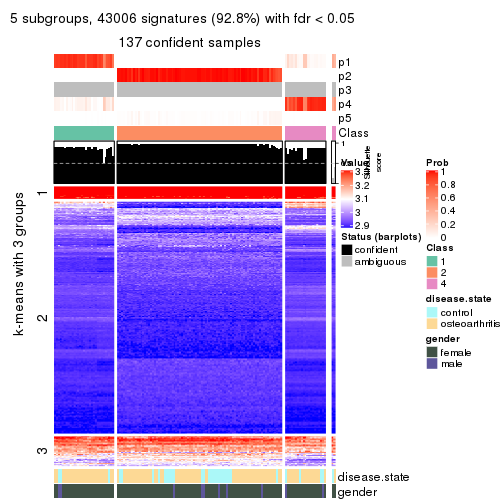 5 subgroups, 43006 signatures (92.8%) with fdr < 0.05
137 confident samples
p1
p2
p3
p4
p5
Class
1
Silhouette
score
k-means with 3 groups
1
2
3
disease.state
gender
Value
3.3
3.2
3.1
3
2.9
Status (barplots)
confident
ambiguous
Prob
1
0.8
0.6
0.4
0.2
0
Class
1
2
4
disease.state
control
osteoarthritis
gender
female
male